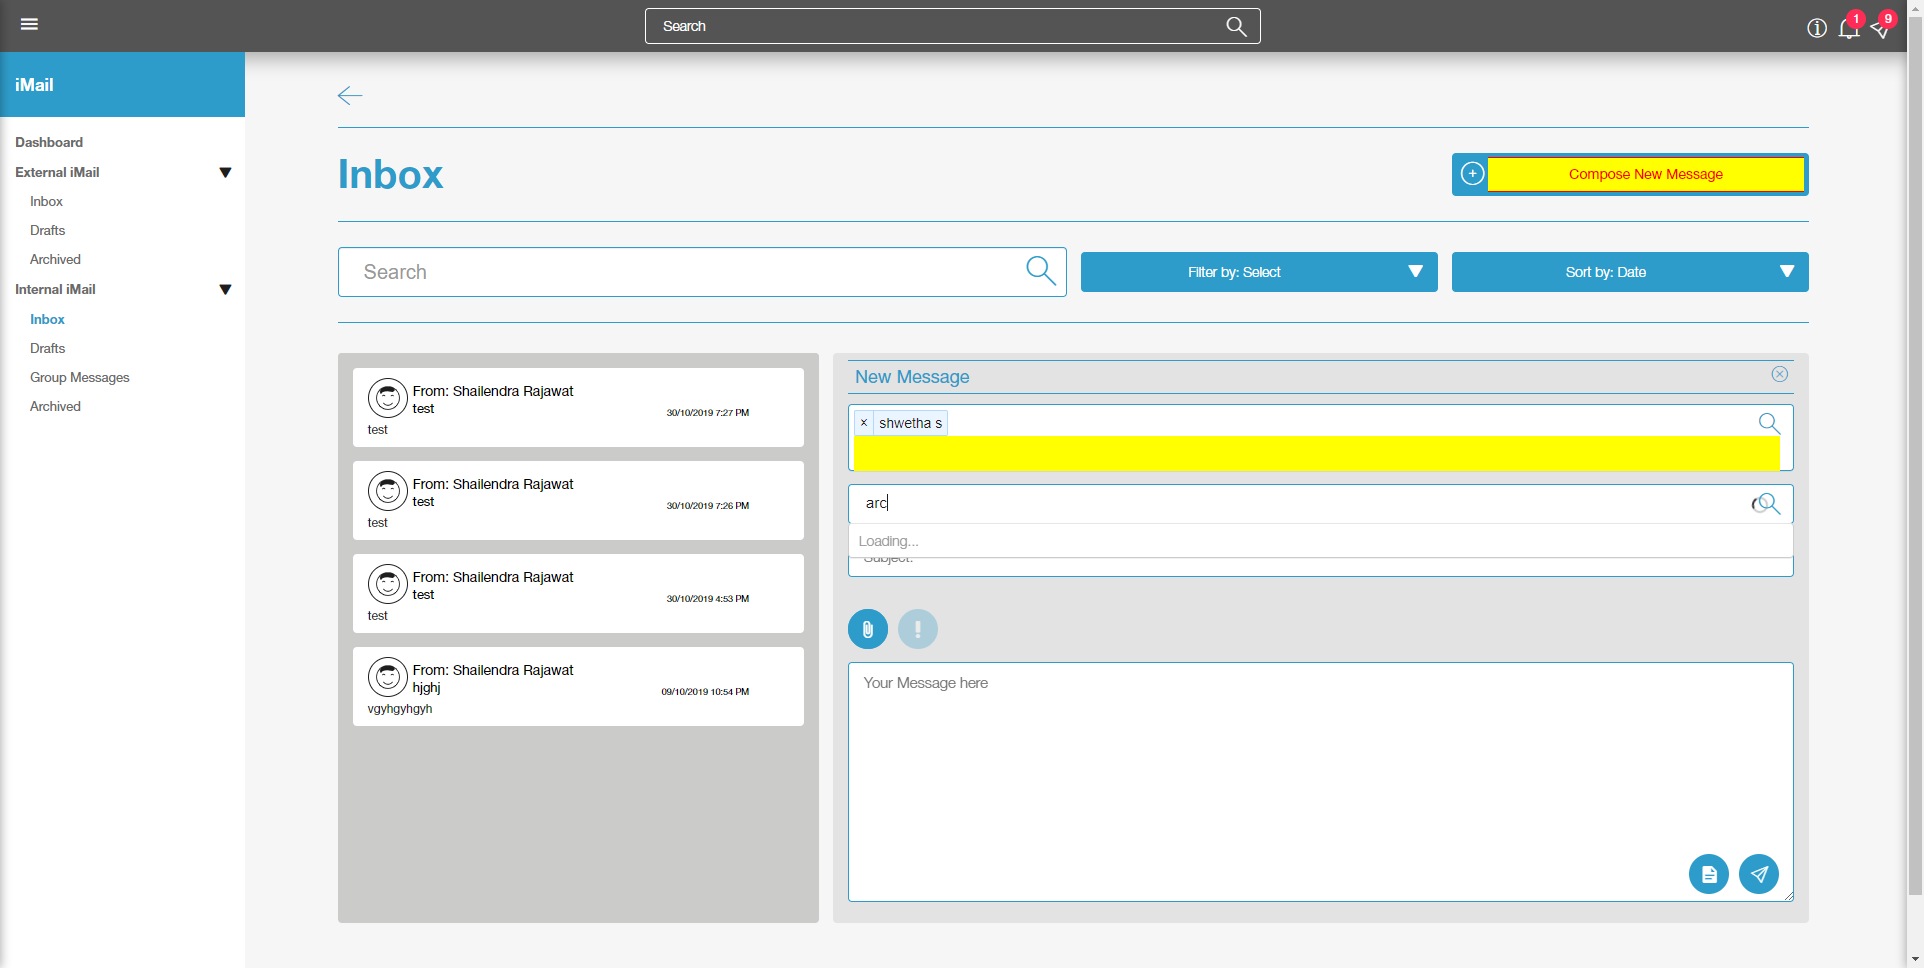 Search
1
9
iMail
Dashboard
External iMail
Inbox
Drafts
Archived
Internal iMail
Inbox
Drafts
Group Messages
Archived
Inbox
Compose New Message
Search
Filter by: Select
Sort by: Date
From: Shailendra Rajawat
test
30/10/2019 7:27 PM
test
From: Shailendra Rajawat
test
30/10/2019 7:26 PM
test
From: Shailendra Rajawat
test
30/10/2019 4:53 PM
test
From: Shailendra Rajawat
hjghj
09/10/2019 10:54 PM
vgyhgyhgyh
New Message
× shwetha s
arc
Loading...
Subject:
Your Message here